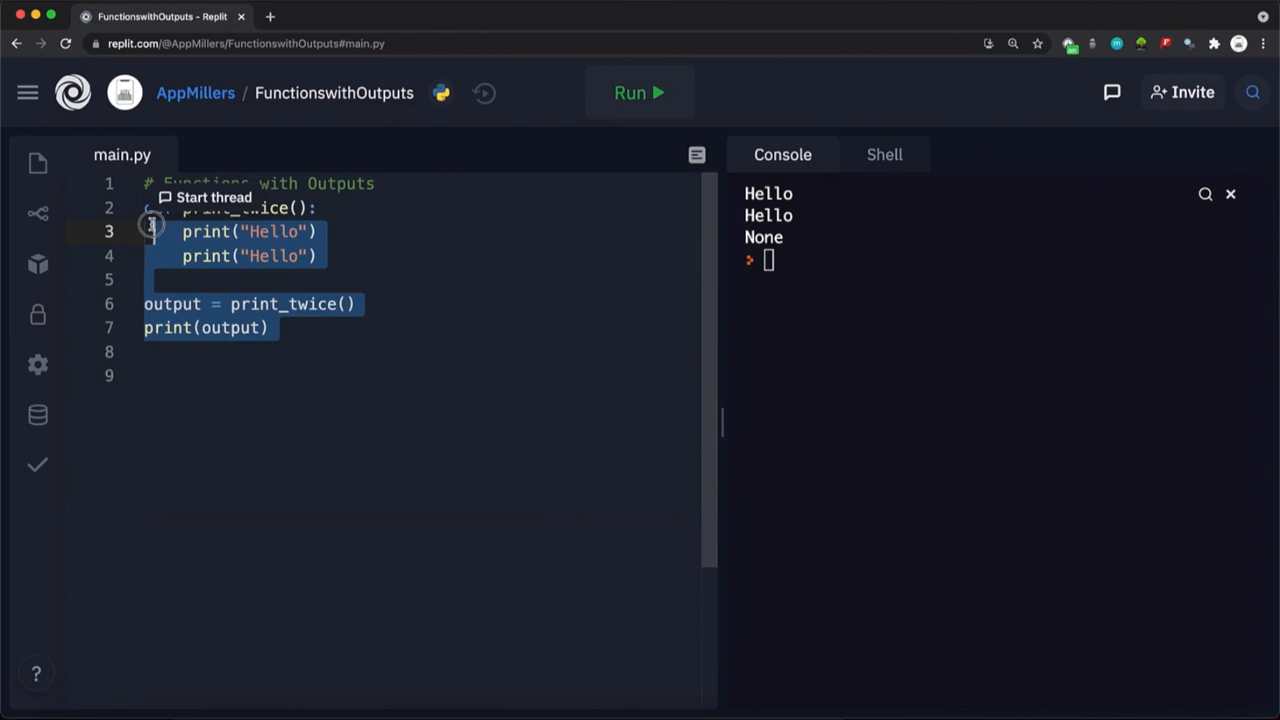 FunctionswithOutputs - Replit
replit.com/@AppMillers/FunctionswithOutputs#main.py
AppMillers / FunctionswithOutputs
Run
Invite
main.py
Console
Shell
1 # Functions with Outputs
Start thread
2 print_twice():
3 print("Hello")
4 print("Hello")
5
6 output = print_twice()
7 print(output)
8
9
Hello
Hello
None
?